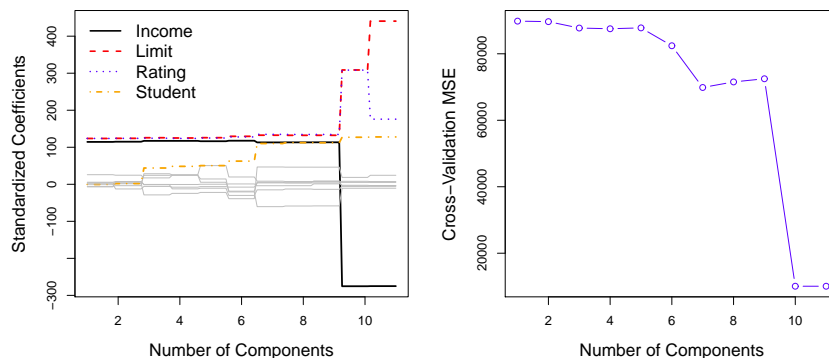 Income
Limit
Rating
Student
Standardized Coefficients
-300
-100
0
100
200
300
400
2
4
6
8
10
Number of Components
Cross−Validation MSE
20000
40000
60000
80000
2
4
6
8
10
Number of Components